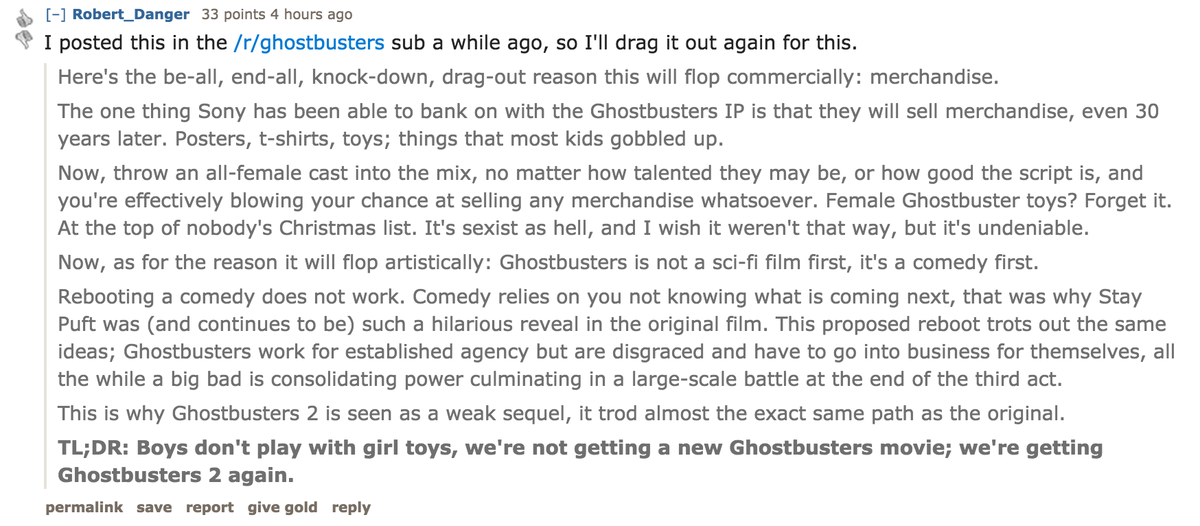 [–] Robert_Danger 33 points 4 hours ago
I posted this in the /r/ghostbusters sub a while ago, so I'll drag it out again for this.
Here's the be-all, end-all, knock-down, drag-out reason this will flop commercially: merchandise.
The one thing Sony has been able to bank on with the Ghostbusters IP is that they will sell merchandise, even 30
years later. Posters, t-shirts, toys; things that most kids gobbled up.
Now, throw an all-female cast into the mix, no matter how talented they may be, or how good the script is, and
you're effectively blowing your chance at selling any merchandise whatsoever. Female Ghostbuster toys? Forget it.
At the top of nobody's Christmas list. It's sexist as hell, and I wish it weren't that way, but it's undeniable.
Now, as for the reason it will flop artistically: Ghostbusters is not a sci-fi film first, it's a comedy first.
Rebooting a comedy does not work. Comedy relies on you not knowing what is coming next, that was why Stay
Puft was (and continues to be) such a hilarious reveal in the original film. This proposed reboot trots out the same
ideas; Ghostbusters work for established agency but are disgraced and have to go into business for themselves, all
the while a big bad is consolidating power culminating in a large-scale battle at the end of the third act.
This is why Ghostbusters 2 is seen as a weak sequel, it trod almost the exact same path as the original.
TL;DR: Boys don't play with girl toys, we're not getting a new Ghostbusters movie; we're getting
Ghostbusters 2 again.
permalink save report give gold reply